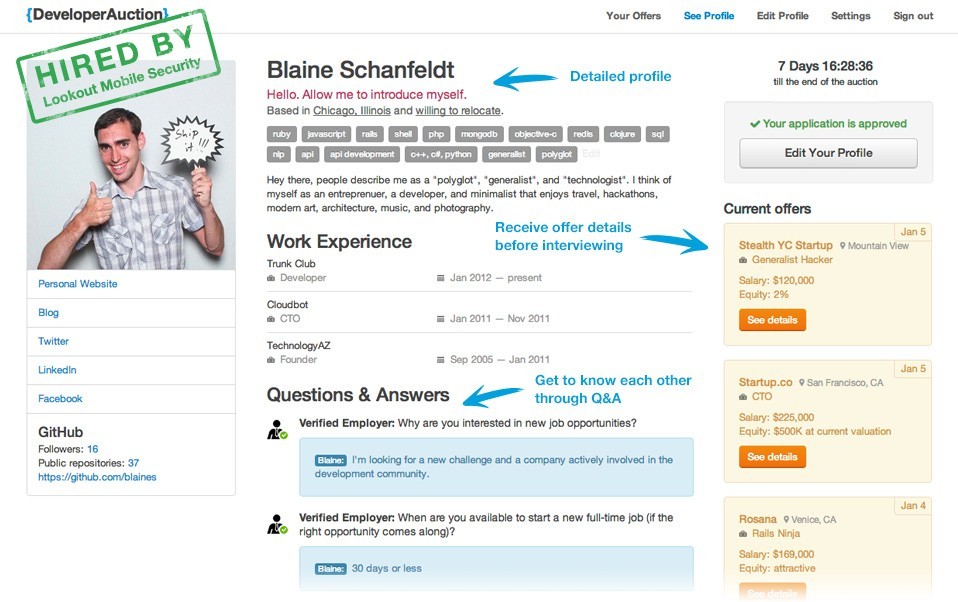 {DeveloperAuction}
Your Offers See Profile Edit Profile Settings Sign out
HIRED BY
Lookout Mobile Security
Ship it!!!
Personal Website
Blog
Twitter
LinkedIn
Facebook
GitHub
Followers: 16
Public repositories: 37
https://github.com/blaines
Blaine Schanfeldt
Detailed profile
Hello. Allow me to introduce myself.
Based in Chicago, Illinois and willing to relocate.
ruby javascript rails shell php mongodb objective-c redis clojure sql
nlp api api development c++, c#, python generalist polyglot Edit
Hey there, people describe me as a "polyglot", "generalist", and "technologist". I think of
myself as an entreprenuer, a developer, and minimalist that enjoys travel, hackathons,
modern art, architecture, music, and photography.
Receive offer details
before interviewing
Work Experience
Trunk Club
Developer Jan 2012 — present
Cloudbot
CTO Jan 2011 — Nov 2011
TechnologyAZ
Founder Sep 2005 — Jan 2011
Get to know each other
through Q&A
Questions & Answers
Verified Employer: Why are you interested in new job opportunities?
Blaine: I'm looking for a new challenge and a company actively involved in the
development community.
Verified Employer: When are you available to start a new full-time job (if the
right opportunity comes along)?
Blaine: 30 days or less
7 Days 16:28:36
till the end of the auction
Your application is approved
Edit Your Profile
Current offers
Jan 5
Stealth YC Startup Mountain View
Generalist Hacker
Salary: $120,000
Equity: 2%
See details
Jan 5
Startup.co San Francisco, CA
CTO
Salary: $225,000
Equity: $500K at current valuation
See details
Jan 4
Rosana Venice, CA
Rails Ninja
Salary: $169,000
Equity: attractive
See details